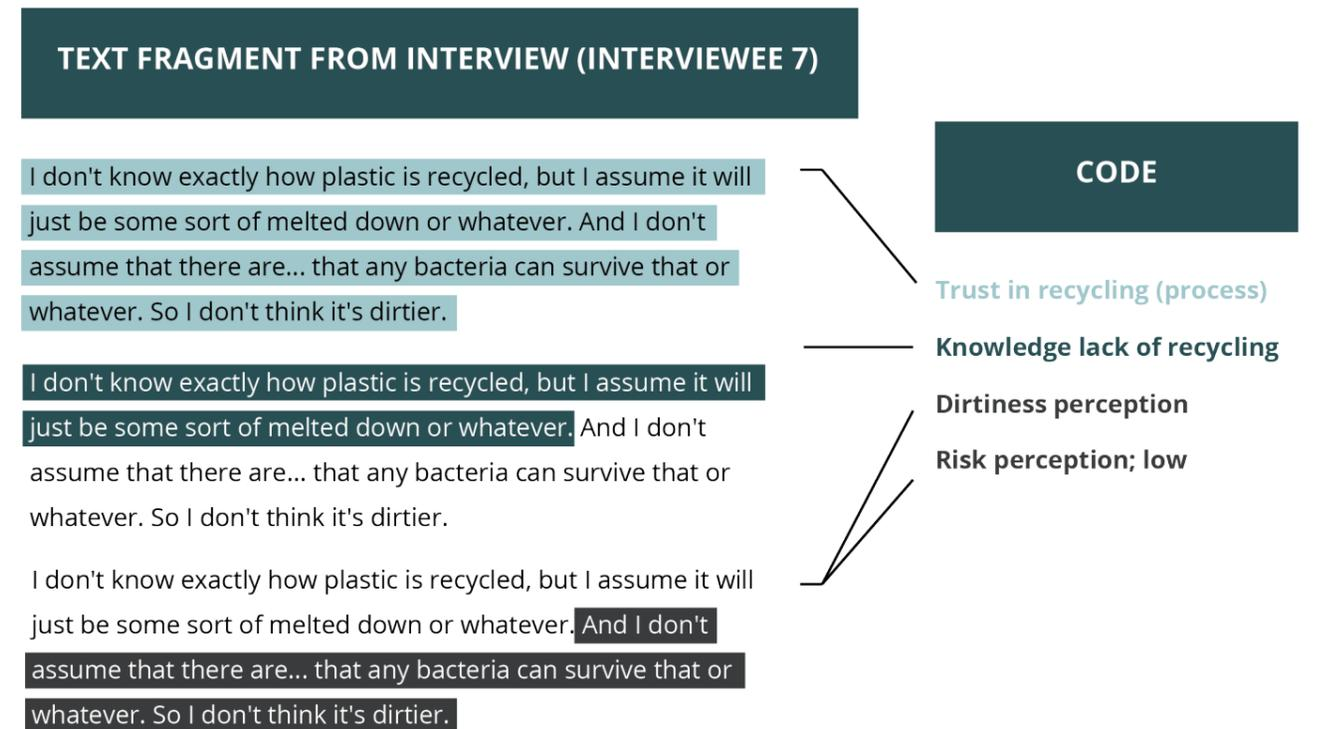 TEXT FRAGMENT FROM INTERVIEW (INTERVIEWEE 7)
CODE
I don't know exactly how plastic is recycled, but I assume it will
just be some sort of melted down or whatever. And I don't
assume that there are... that any bacteria can survive that or
whatever. So I don't think it's dirtier.
I don't know exactly how plastic is recycled, but I assume it will
just be some sort of melted down or whatever. And I don't
assume that there are... that any bacteria can survive that or
whatever. So I don't think it's dirtier.
I don't know exactly how plastic is recycled, but I assume it will
just be some sort of melted down or whatever. And I don't
assume that there are... that any bacteria can survive that or
whatever. So I don't think it's dirtier.
Trust in recycling (process)
Knowledge lack of recycling
Dirtiness perception
Risk perception; low